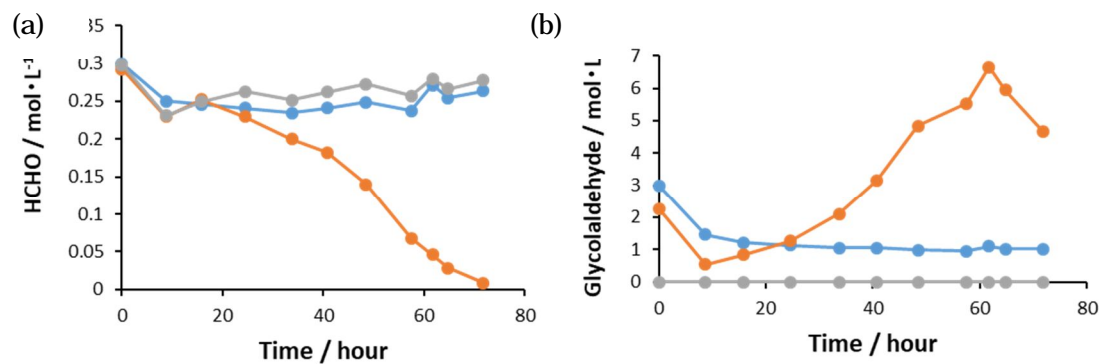 (a)
(b)
35
0.3
0.25
0.2
0.15
0.1
0.05
0
HCHO / mol•L⁻¹
0 20 40 60 80
Time / hour
7
6
5
4
3
2
1
0
Glycolaldehyde / mol•L
0 20 40 60 80
Time / hour